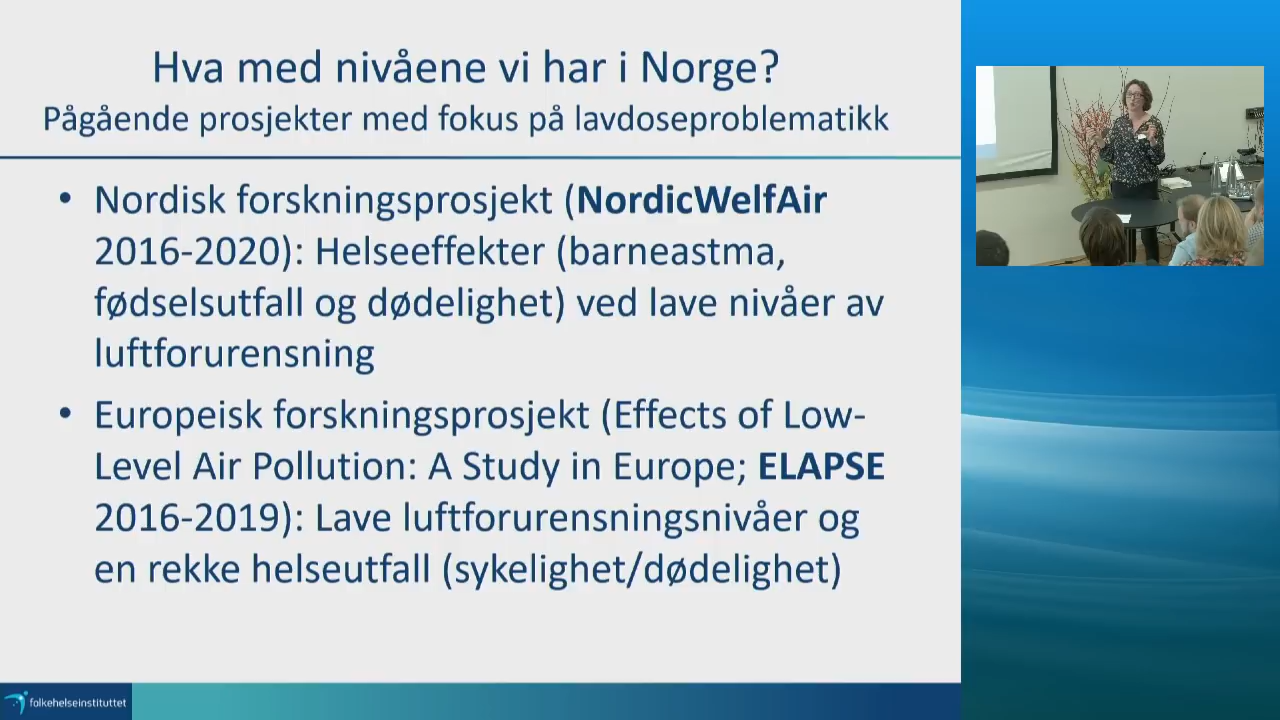 Hva med nivåene vi har i Norge?
Pågående prosjekter med fokus på lavdoseproblematikk
• Nordisk forskningsprosjekt (NordicWelfAir
2016-2020): Helseeffekter (barneastma,
fødselsutfall og dødelighet) ved lave nivåer av
luftforurensning
• Europeisk forskningsprosjekt (Effects of Low-
Level Air Pollution: A Study in Europe; ELAPSE
2016-2019): Lave luftforurensningsnivåer og
en rekke helseutfall (sykelighet/dødelighet)
folkehelseinstituttet